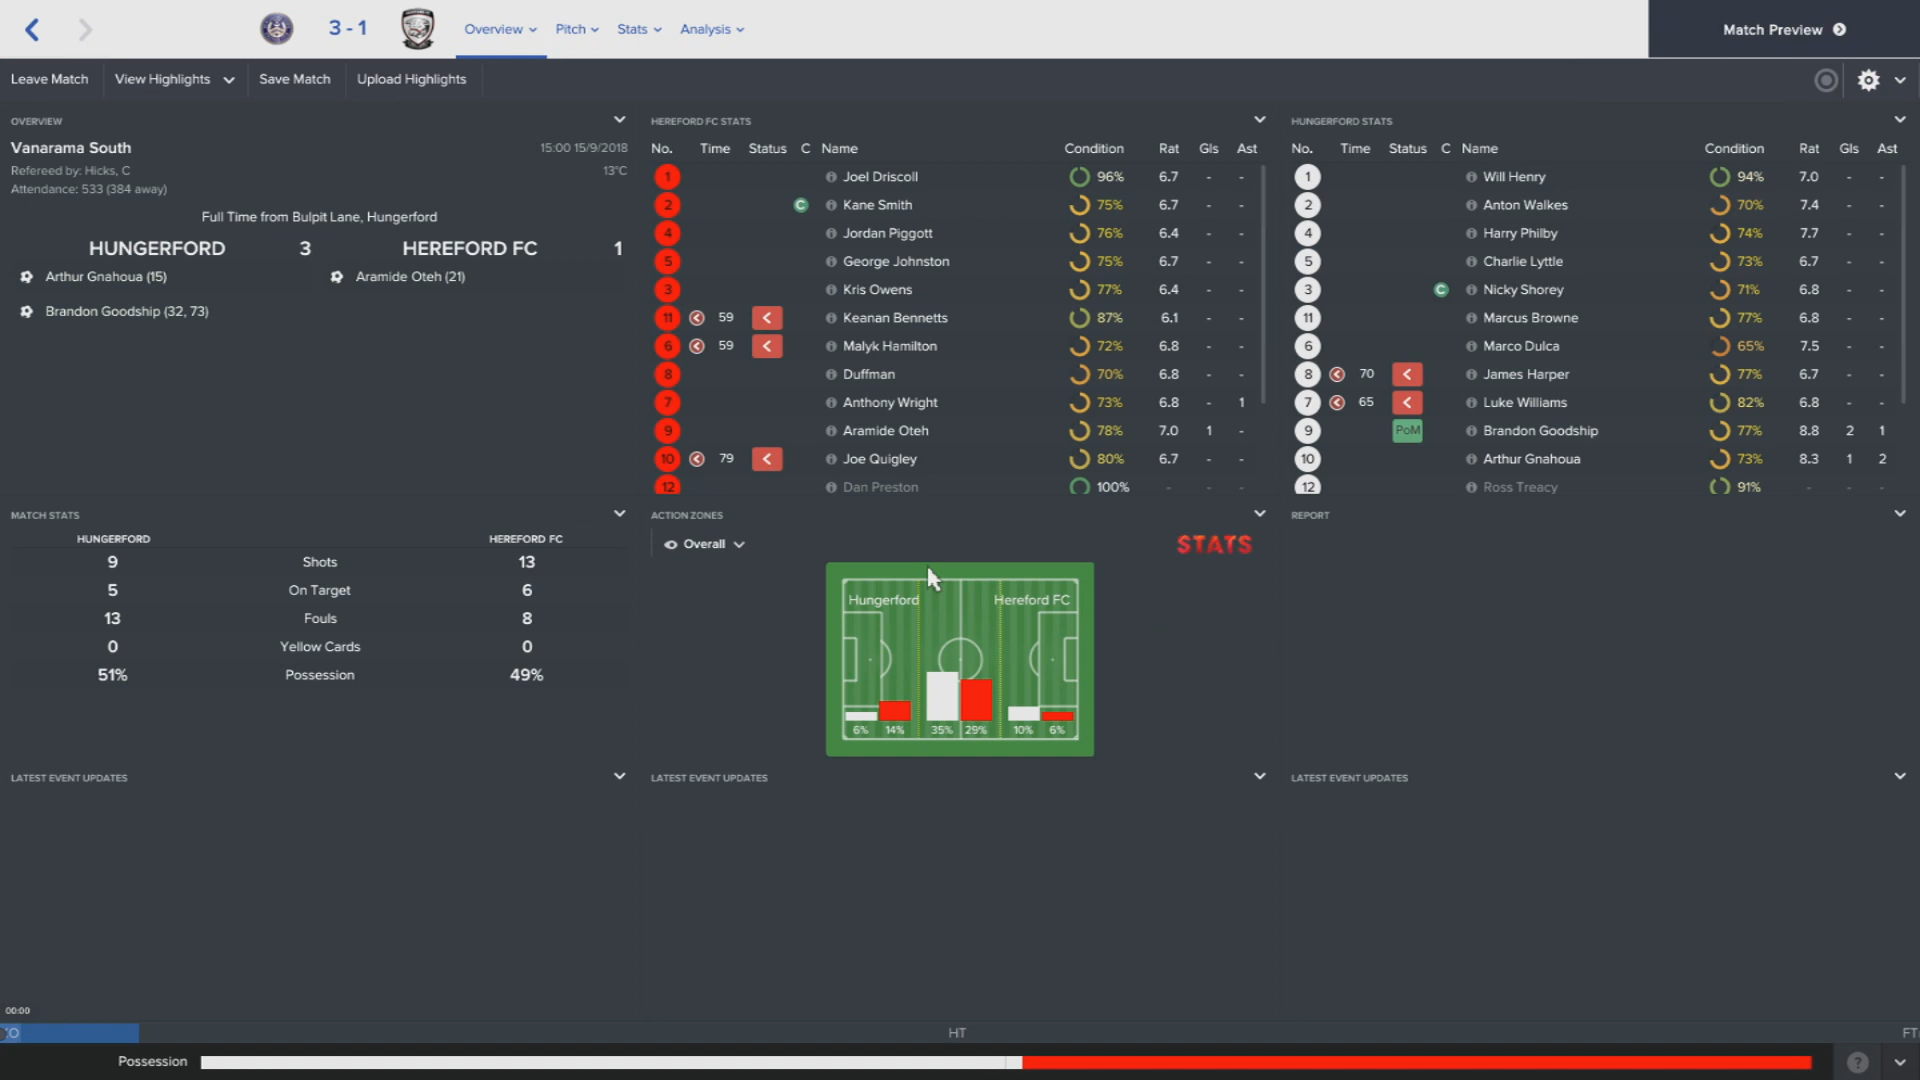 3 - 1
Overview
Pitch
Stats
Analysis
Match Preview
Leave Match
View Highlights
Save Match
Upload Highlights
OVERVIEW
Vanarama South
15:00 15/9/2018
Refereed by: Hicks, C
13°C
Attendance: 533 (384 away)
Full Time from Bulpit Lane, Hungerford
HUNGERFORD 3 HEREFORD FC 1
Arthur Gnahoua (15)
Aramide Oteh (21)
Brandon Goodship (32, 73)
HEREFORD FC STATS
No. Time Status C Name Condition Rat Gls Ast
1 Joel Driscoll 96% 6.7 - -
2 C Kane Smith 75% 6.7 - -
4 Jordan Piggott 76% 6.4 - -
5 George Johnston 75% 6.7 - -
3 Kris Owens 77% 6.4 - -
11 59 Keanan Bennetts 87% 6.1 - -
6 59 Malyk Hamilton 72% 6.8 - -
8 Duffman 70% 6.8 - -
7 Anthony Wright 73% 6.8 - 1
9 Aramide Oteh 78% 7.0 1 -
10 79 Joe Quigley 80% 6.7 - -
12 Dan Preston 100% - - -
HUNGERFORD STATS
No. Time Status C Name Condition Rat Gls Ast
1 Will Henry 94% 7.0 - -
2 Anton Walkes 70% 7.4 - -
4 Harry Philby 74% 7.7 - -
5 Charlie Lyttle 73% 6.7 - -
3 C Nicky Shorey 71% 6.8 - -
11 Marcus Browne 77% 6.8 - -
6 Marco Dulca 65% 7.5 - -
8 70 James Harper 77% 6.7 - -
7 65 Luke Williams 82% 6.8 - -
9 PoM Brandon Goodship 77% 8.8 2 1
10 Arthur Gnahoua 73% 8.3 1 2
12 Ross Treacy 91% - - -
MATCH STATS
HUNGERFORD HEREFORD FC
9 Shots 13
5 On Target 6
13 Fouls 8
0 Yellow Cards 0
51% Possession 49%
ACTION ZONES
Overall
STATS
Hungerford Hereford FC
6% 14% 35% 29% 10% 6%
REPORT
LATEST EVENT UPDATES
LATEST EVENT UPDATES
LATEST EVENT UPDATES
00:00
HT
FT
Possession
?